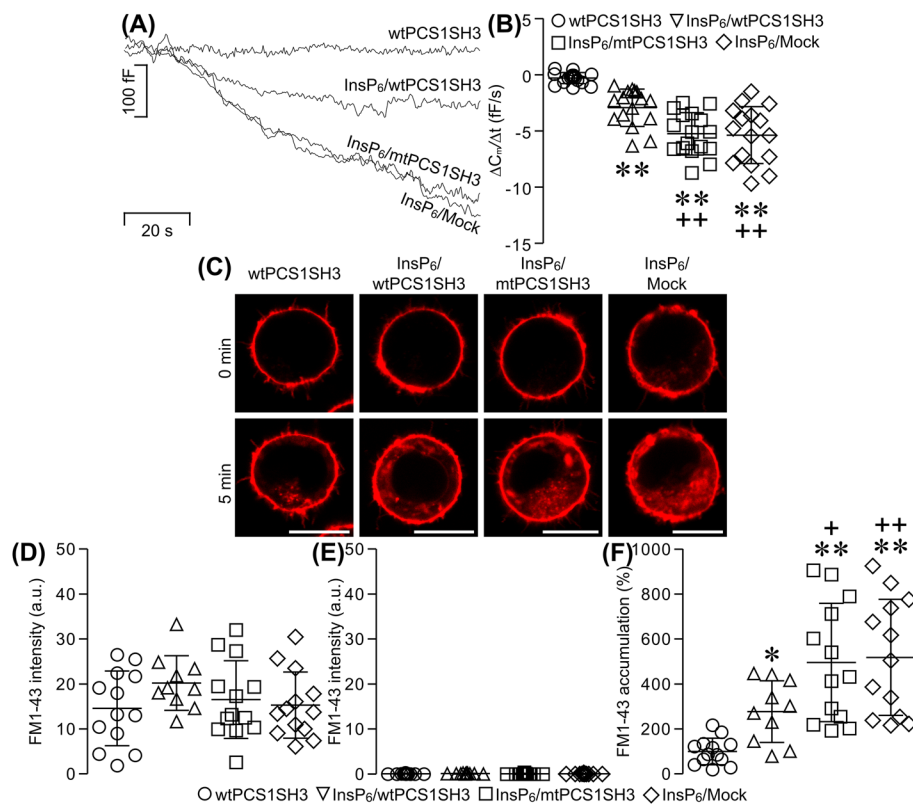 (A)
wtPCS1SH3
InsP₆/wtPCS1SH3
InsP₆/mtPCS1SH3
InsP₆/Mock
100 fF
20 s
(B)
wtPCS1SH3 InsP₆/wtPCS1SH3
InsP₆/mtPCS1SH3 InsP₆/Mock
ΔCₘ/Δt (fF/s)
0
-5
-10
-15
**
**
++
**
++
(C)
wtPCS1SH3
InsP₆/
wtPCS1SH3
InsP₆/
mtPCS1SH3
InsP₆/
Mock
0 min
5 min
(D)
FM1-43 intensity (a.u.)
50
40
30
20
10
0
(E)
FM1-43 intensity (a.u.)
50
40
30
20
10
0
(F)
FM1-43 accumulation (%)
1000
800
600
400
200
0
*
+
**
++
**
wtPCS1SH3 InsP₆/wtPCS1SH3 InsP₆/mtPCS1SH3 InsP₆/Mock